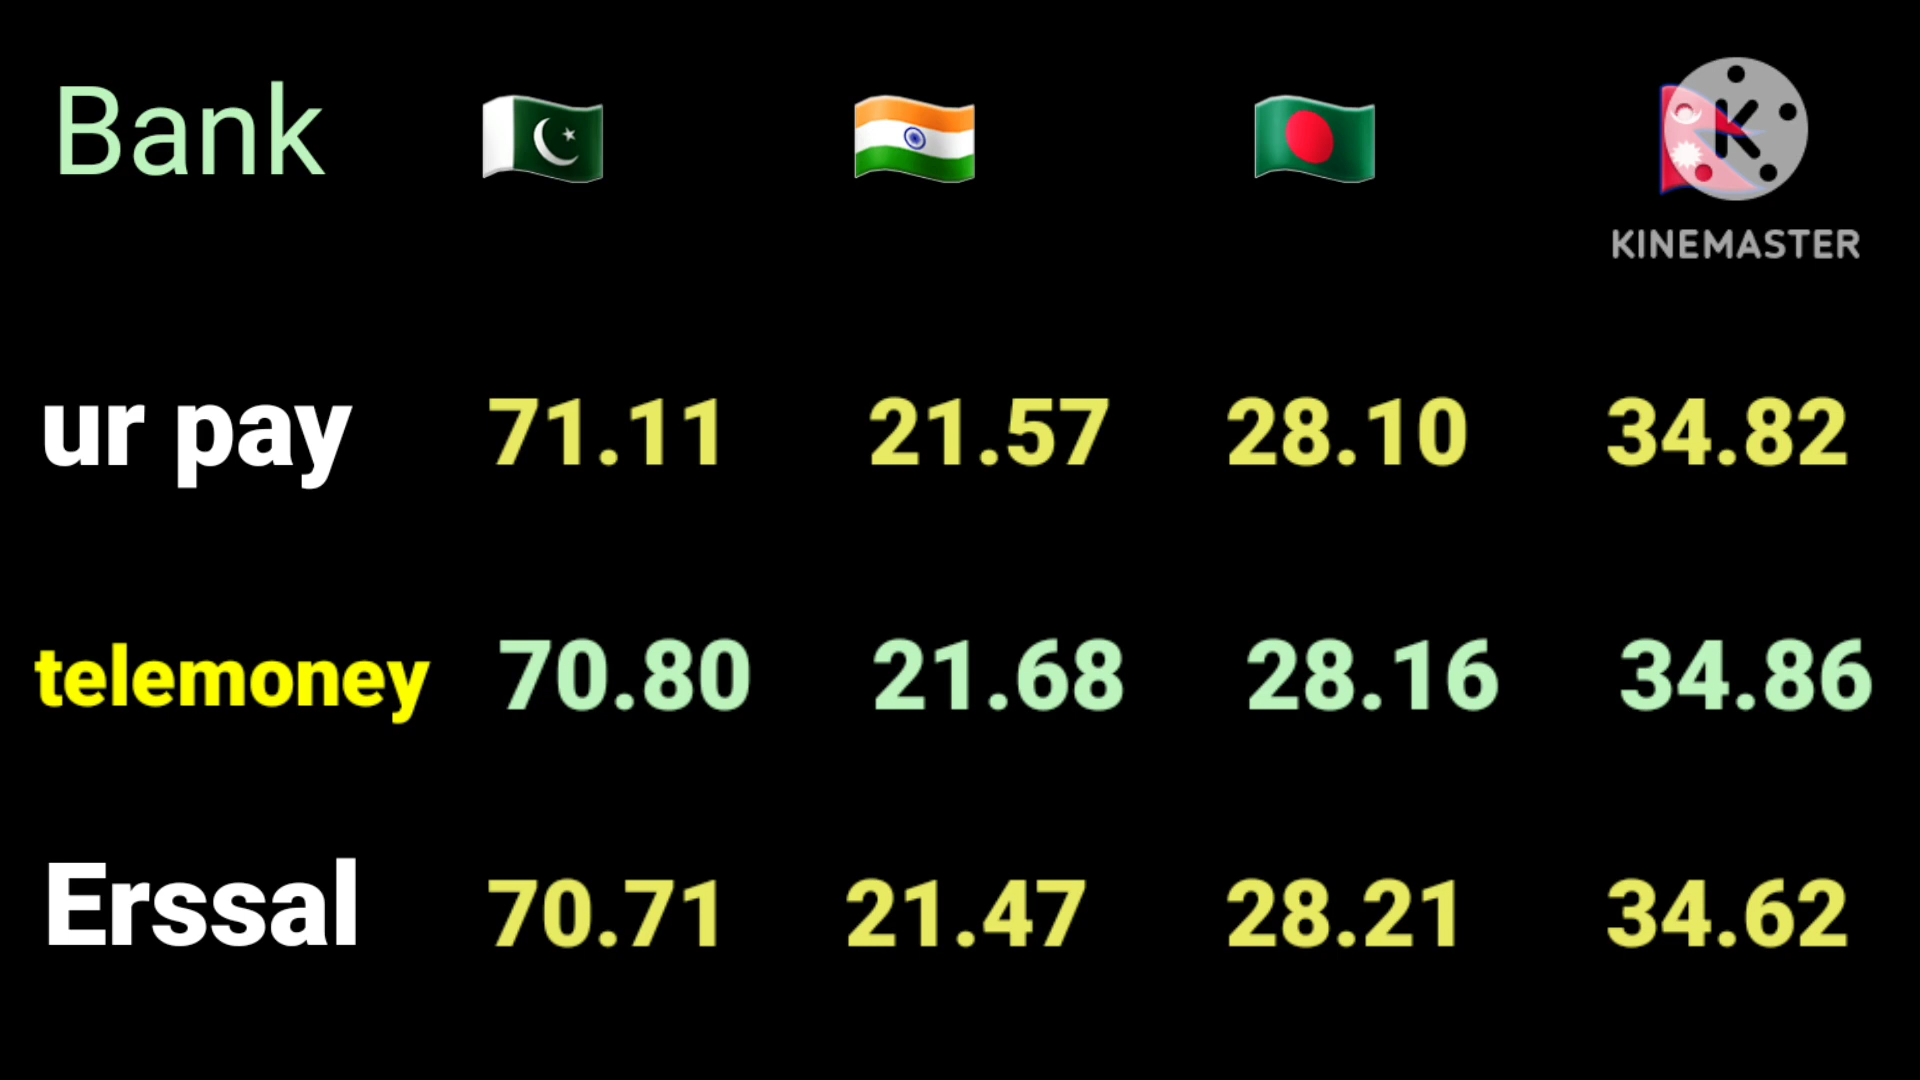 Bank
KINEMASTER
ur pay 71.11 21.57 28.10 34.82
telemoney 70.80 21.68 28.16 34.86
Erssal 70.71 21.47 28.21 34.62